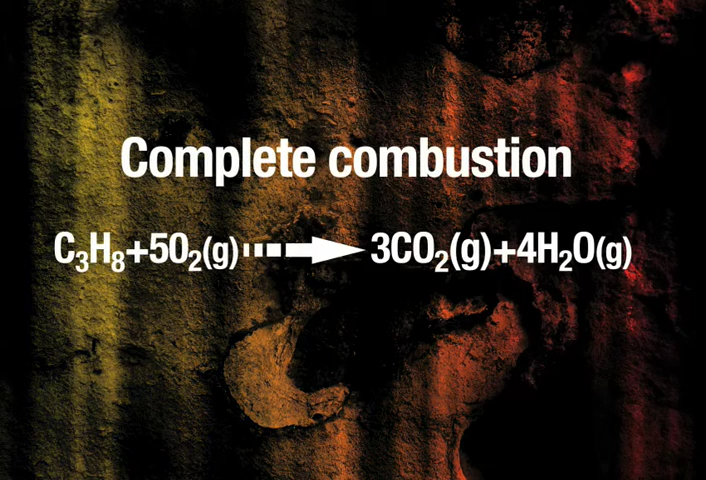 Complete combustion
C₃H₈+5O₂(g) → 3CO₂(g)+4H₂O(g)